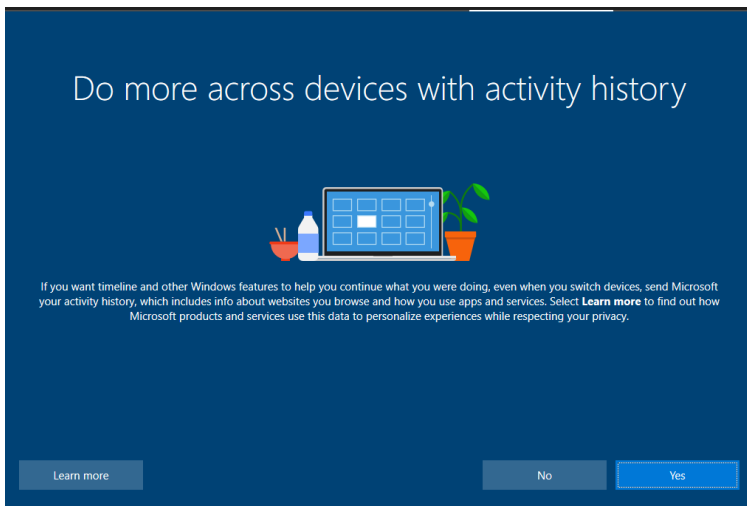 Do more across devices with activity history
If you want timeline and other Windows features to help you continue what you were doing, even when you switch devices, send Microsoft
your activity history, which includes info about websites you browse and how you use apps and services. Select Learn more to find out how
Microsoft products and services use this data to personalize experiences while respecting your privacy.
Learn more
No
Yes